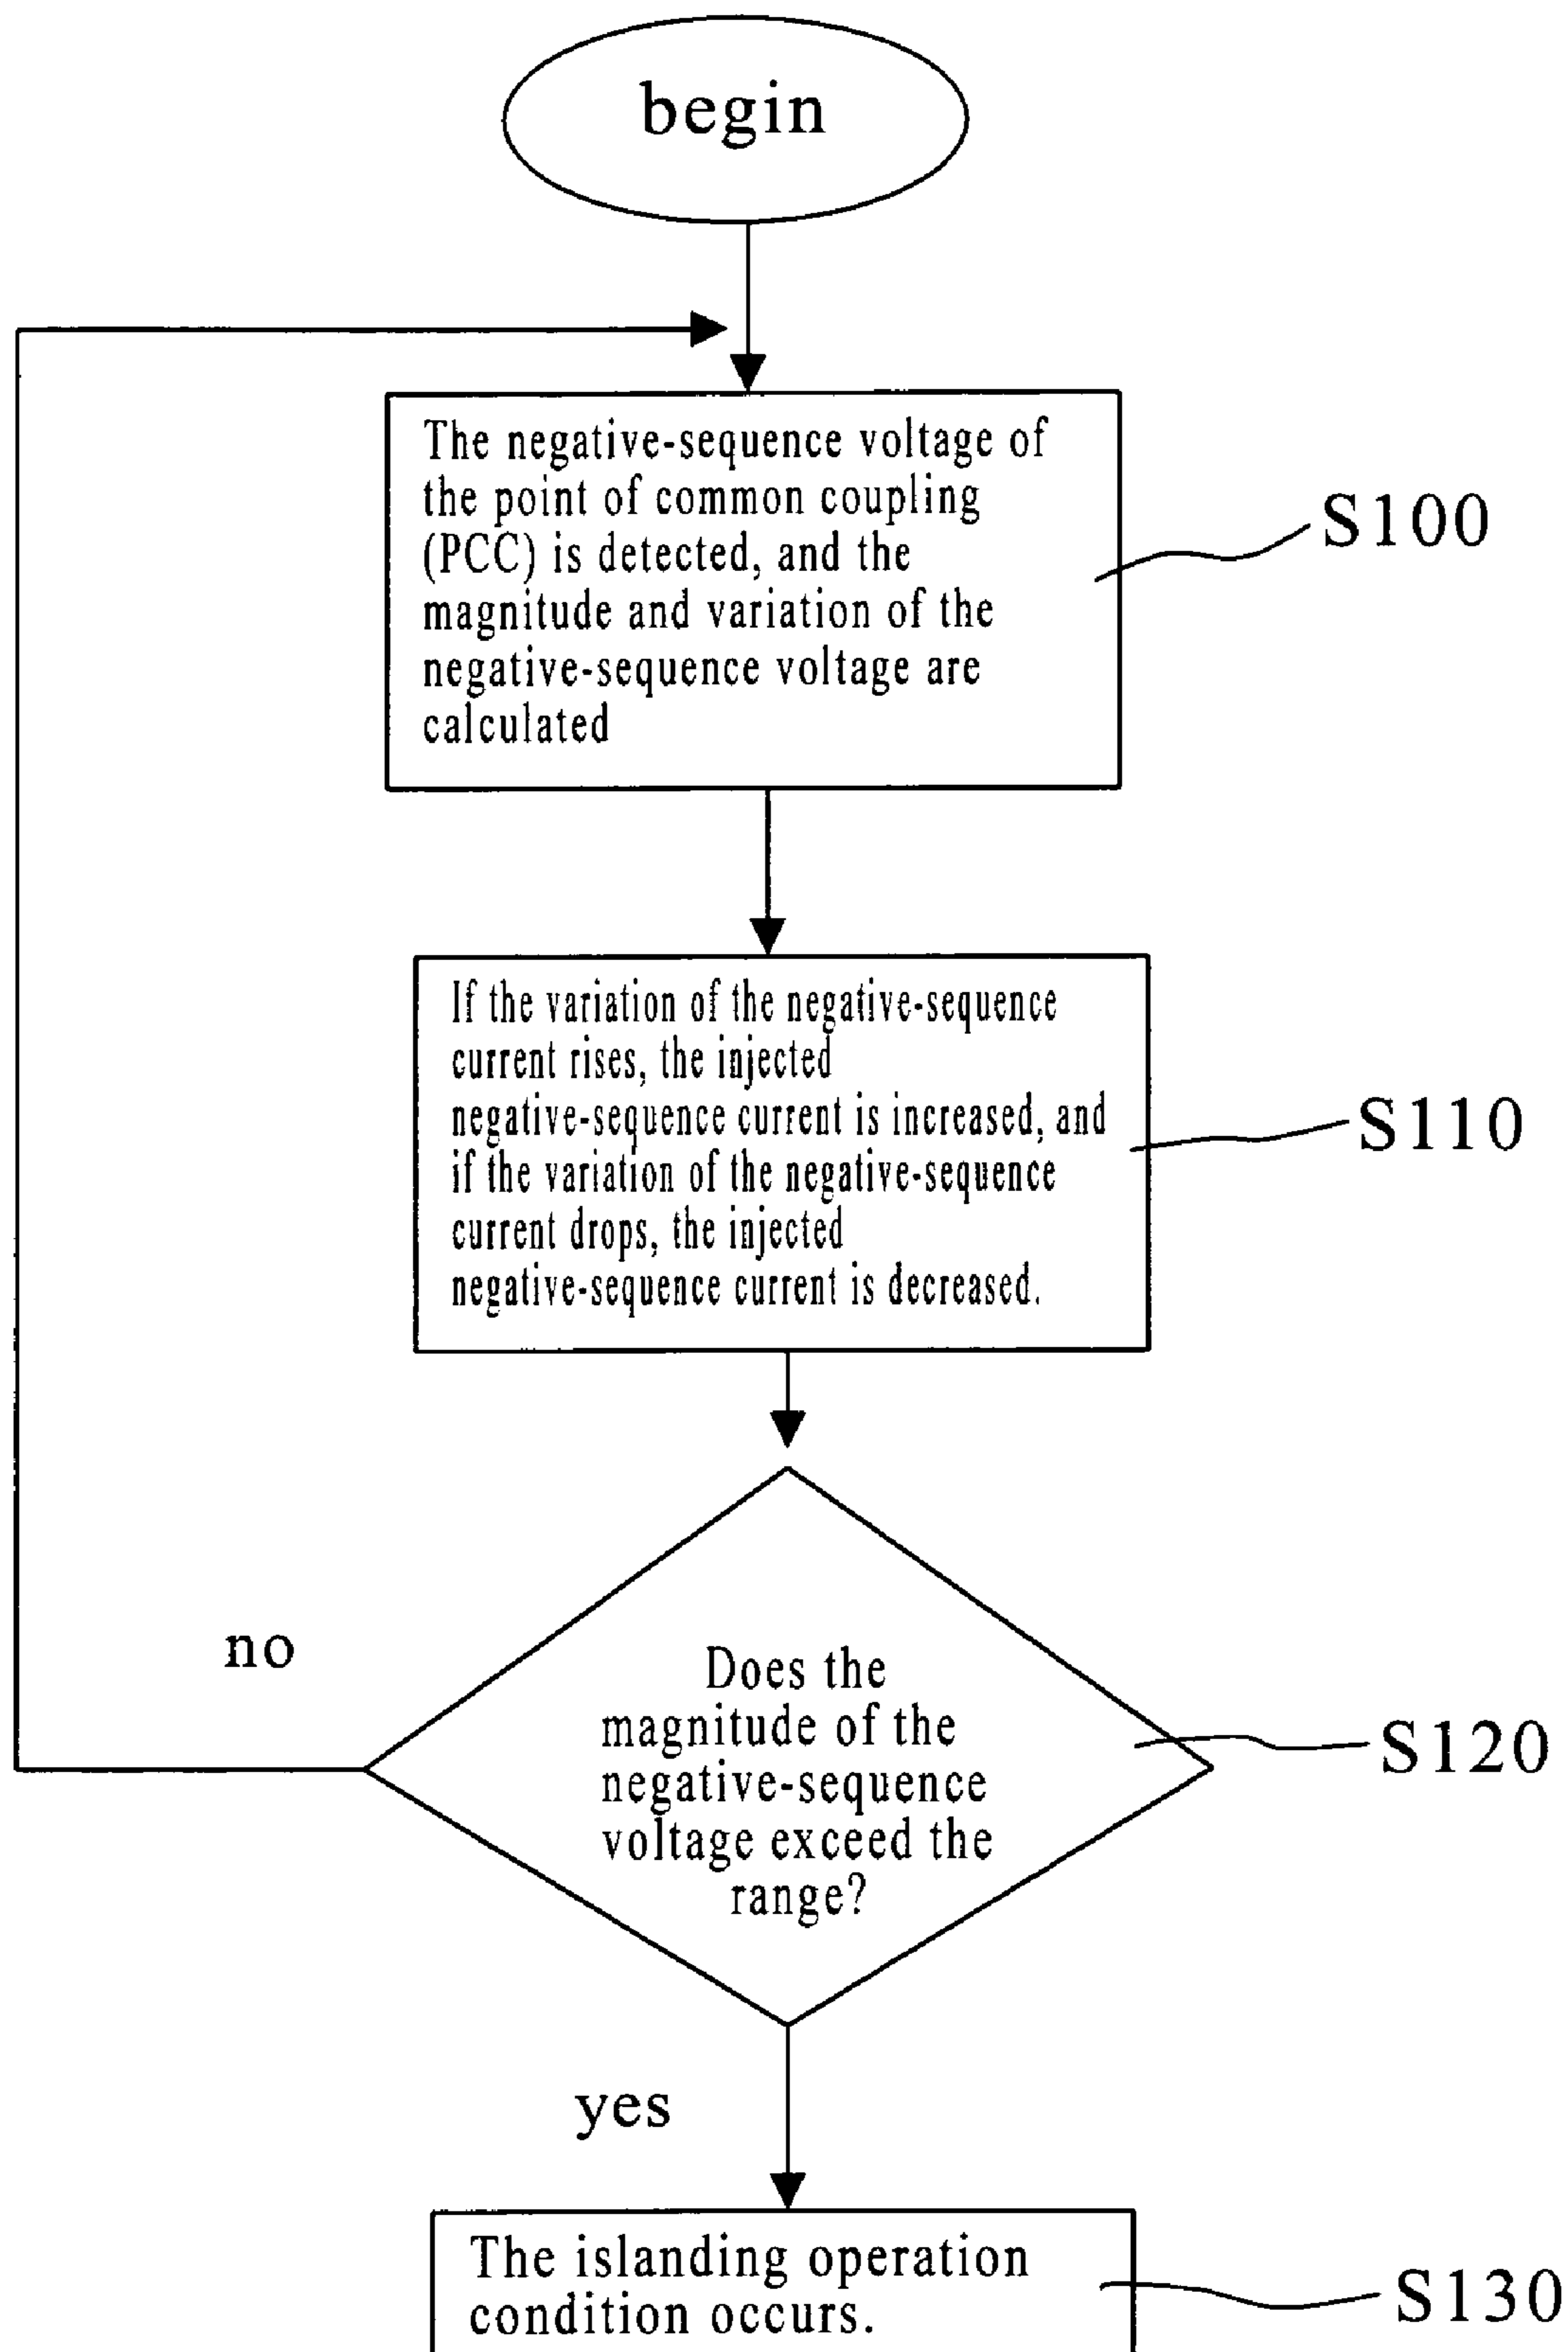 begin
The negative-sequence voltage of
the point of common coupling
(PCC) is detected, and the
magnitude and variation of the
negative-sequence voltage are
calculated
S100
If the variation of the negative-sequence
current rises, the injected
negative-sequence current is increased, and
if the variation of the negative-sequence
current drops, the injected
negative-sequence current is decreased.
S110
no
Does the
magnitude of the
negative-sequence
voltage exceed the
range?
S120
yes
The islanding operation
condition occurs.
S130